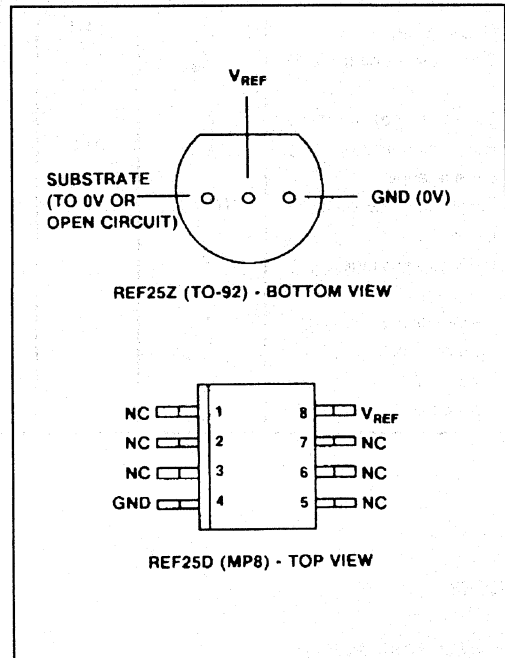 VREF
SUBSTRATE
(TO 0V OR
OPEN CIRCUIT)
GND (0V)
REF25Z (TO-92) - BOTTOM VIEW
NC 1 8 VREF
NC 2 7 NC
NC 3 6 NC
GND 4 5 NC
REF25D (MP8) - TOP VIEW